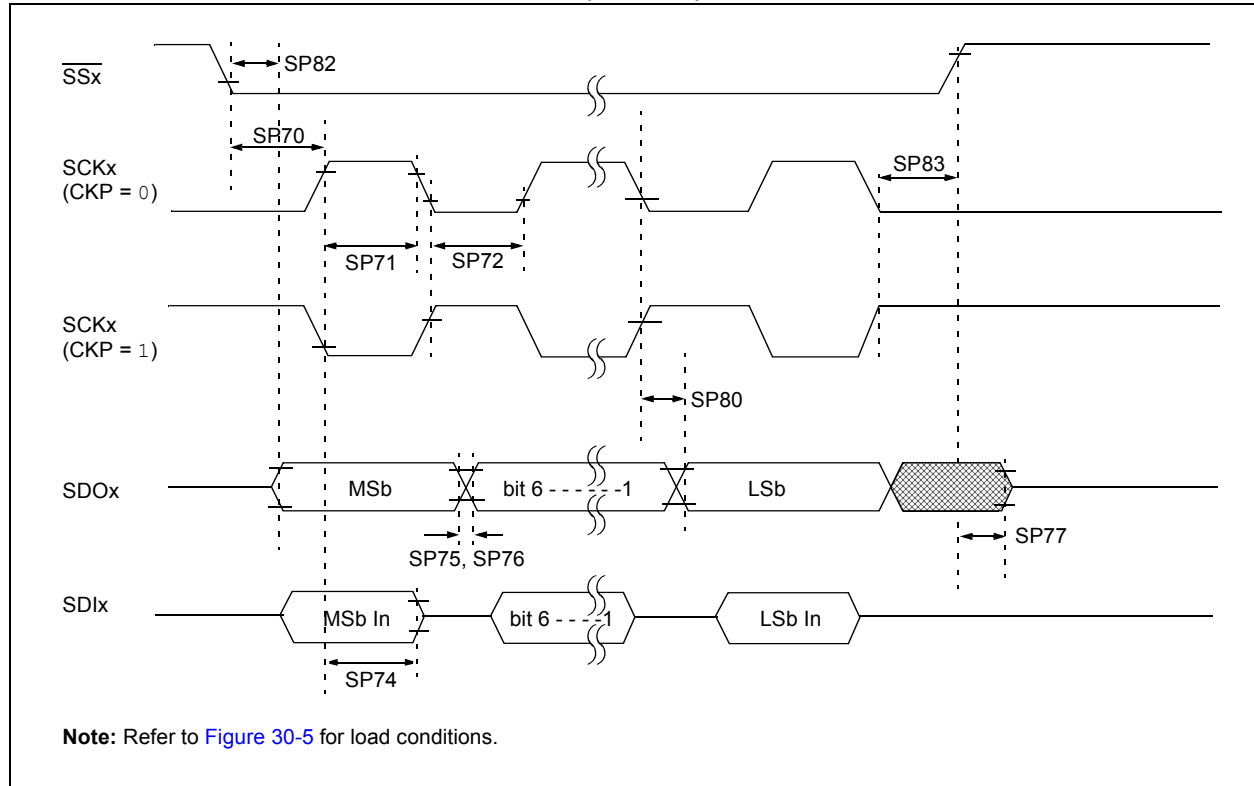 SSx
SP82
SP70
SCKx
(CKP = 0)
SP83
SP71
SP72
SCKx
(CKP = 1)
SP80
SDOx
MSb
bit 6 - - - - - -1
LSb
SP77
SP75, SP76
SDIx
MSb In
bit 6 - - - -1
LSb In
SP74
Note: Refer to Figure 30-5 for load conditions.